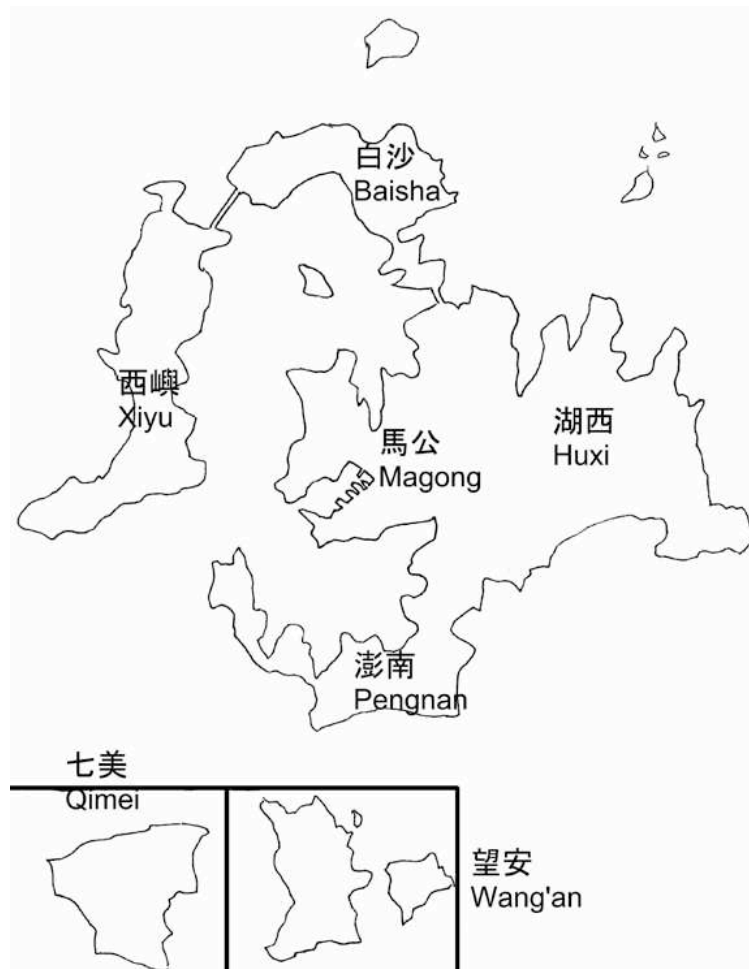 白沙
Baisha
西嶼
Xiyu
馬公
Magong
湖西
Huxi
澎南
Pengnan
七美
Qimei
望安
Wang'an